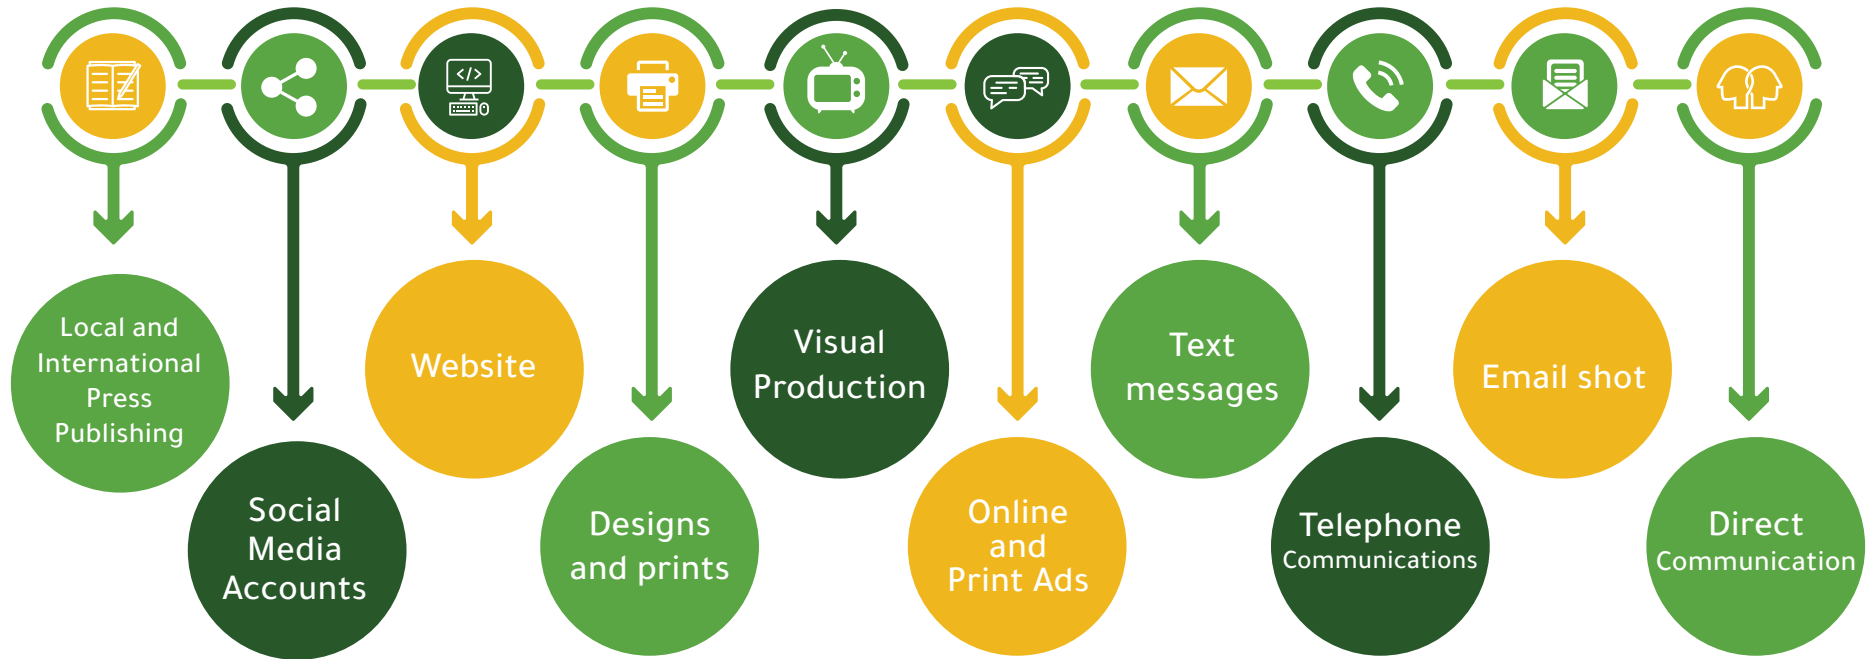 Local and
International
Press
Publishing
Social
Media
Accounts
Website
Designs
and prints
Visual
Production
Online
and
Print Ads
Text
messages
Telephone
Communications
Email shot
Direct
Communication